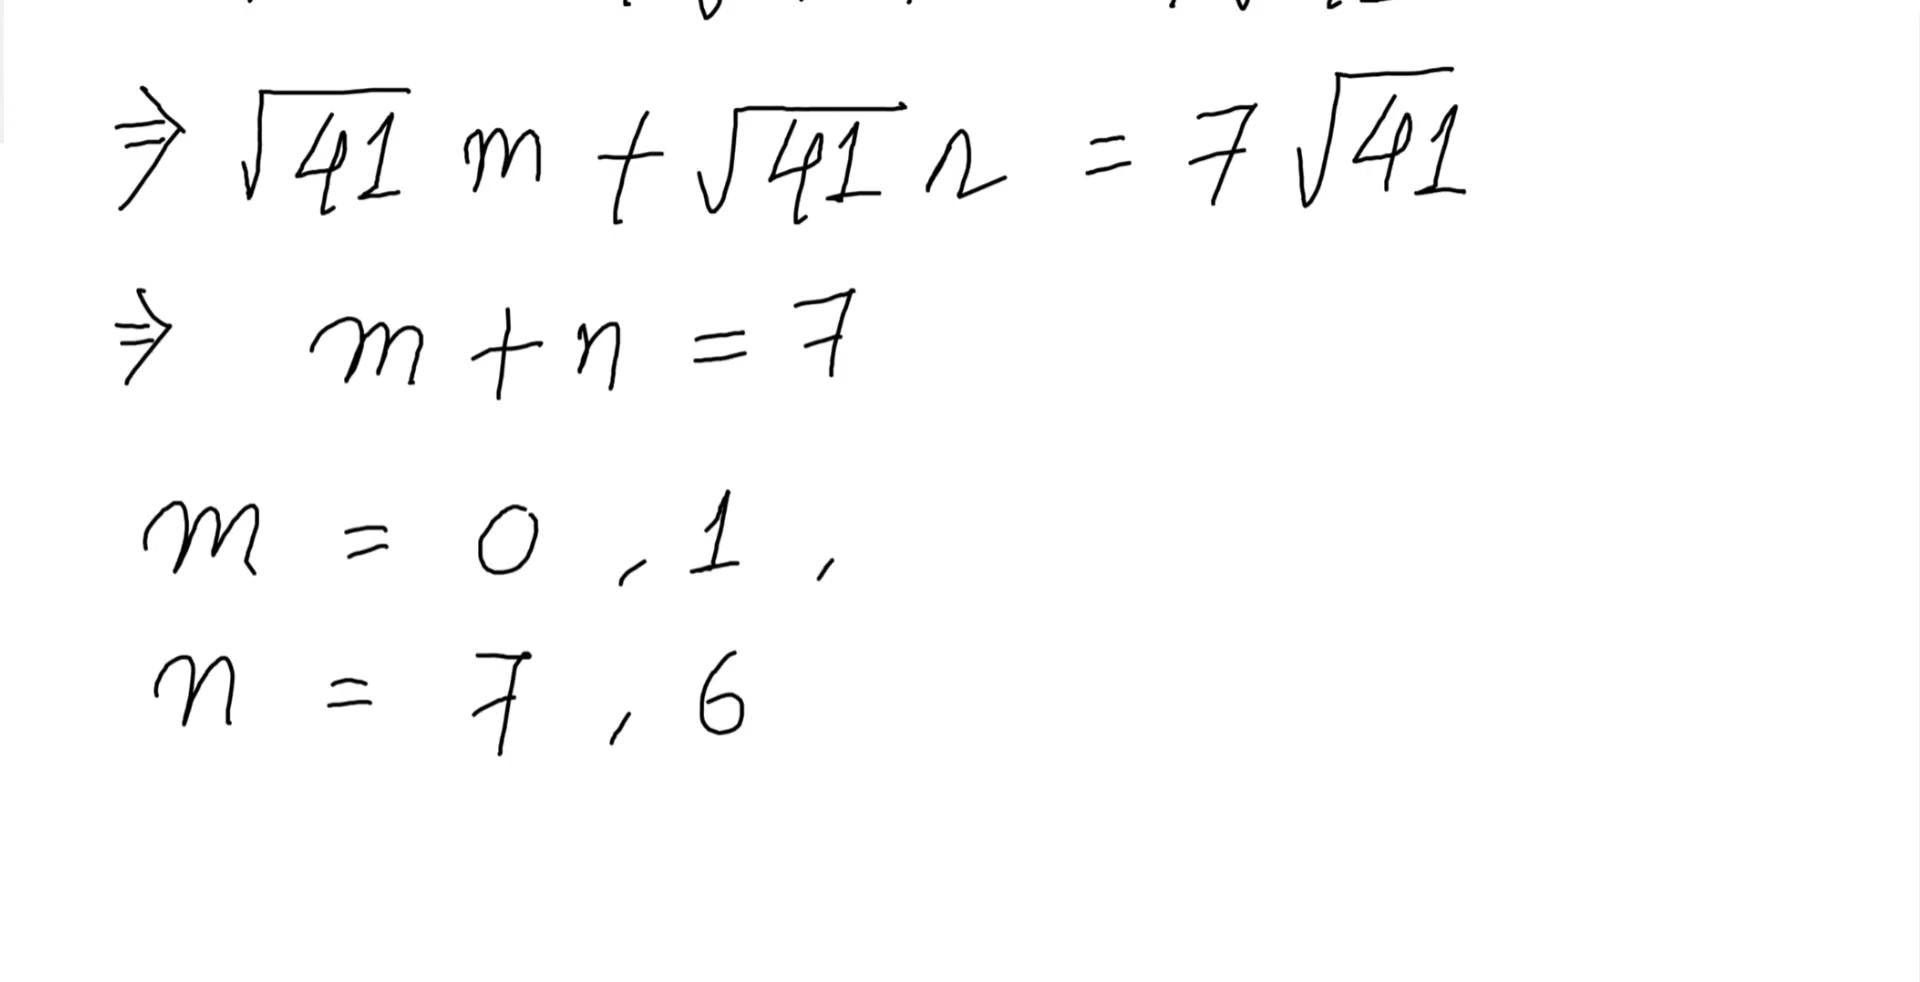 ⇒ √41 m + √41 n = 7 √41
⇒ m + n = 7
m = 0 , 1 ,
n = 7 , 6